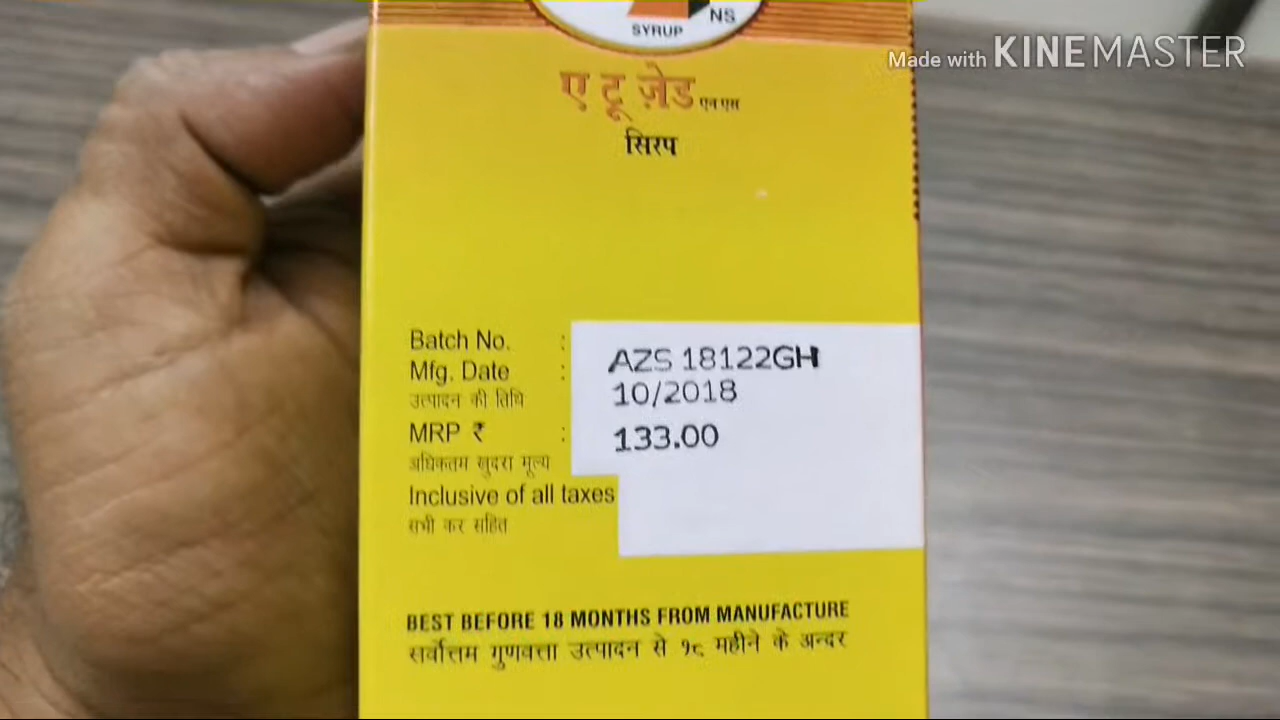 NS
SYRUP
Made with KINEMASTER
ए टू ज़ेड एन एस
सिरप
Batch No. : AZS 18122GH
Mfg. Date : 10/2018
उत्पादन की तिथि
MRP ₹ : 133.00
अधिकतम खुदरा मूल्य
Inclusive of all taxes
सभी कर सहित
BEST BEFORE 18 MONTHS FROM MANUFACTURE
सर्वोत्तम गुणवत्ता उत्पादन से १८ महीने के अन्दर